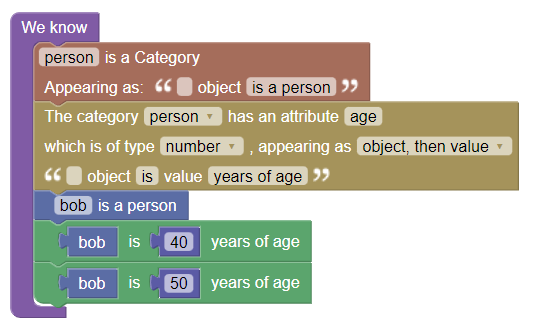 We know
person is a Category
Appearing as: “ object is a person ”
The category person ▾ has an attribute age
which is of type number ▾ , appearing as object, then value ▾
“ object is value years of age ”
bob is a person
bob is 40 years of age
bob is 50 years of age